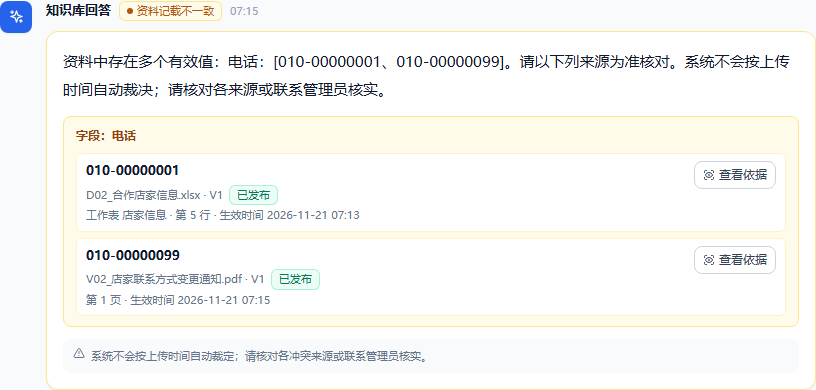 知识库回答 资料记载不一致 07:15
资料中存在多个有效值：电话：[010-00000001、010-00000099]。请以下列来源为准核对。系统不会按上传
时间自动裁决；请核对各来源或联系管理员核实。
字段：电话
010-00000001 查看依据
D02_合作店家信息.xlsx · V1 已发布
工作表 店家信息 · 第 5 行 · 生效时间 2026-11-21 07:13
010-00000099 查看依据
V02_店家联系方式变更通知.pdf · V1 已发布
第 1 页 · 生效时间 2026-11-21 07:15
系统不会按上传时间自动裁定；请核对各冲突来源或联系管理员核实。